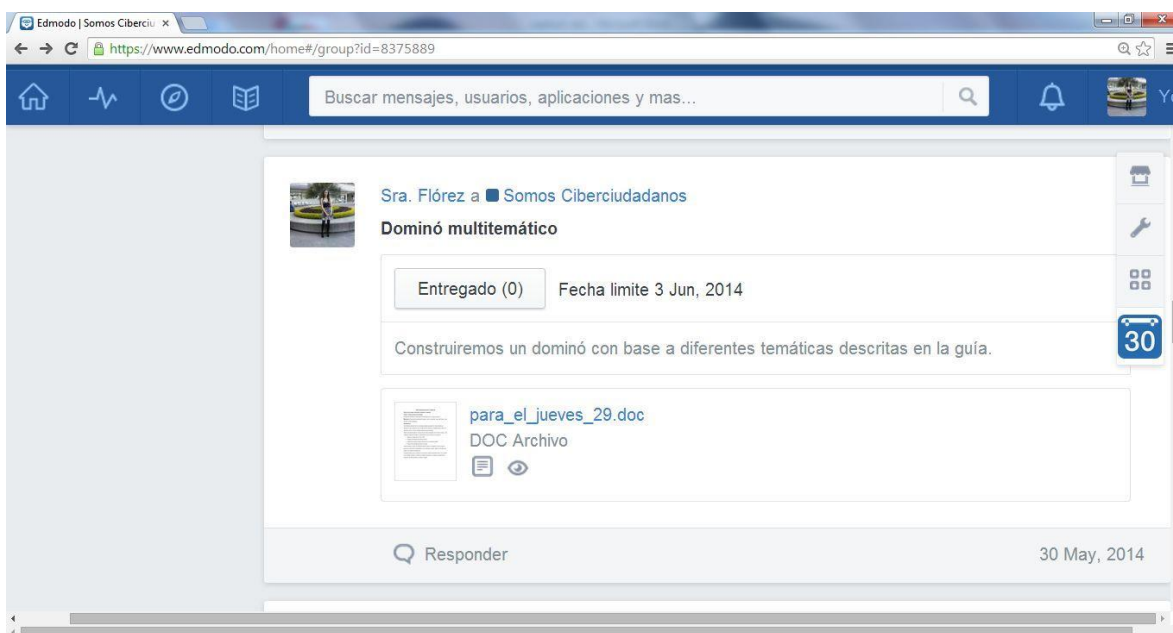 Edmodo | Somos Ciberciu
https://www.edmodo.com/home#/group?id=8375889
Buscar mensajes, usuarios, aplicaciones y mas...
Yo
Sra. Flórez a Somos Ciberciudadanos
Dominó multitemático
Entregado (0) Fecha limite 3 Jun, 2014
30
Construiremos un dominó con base a diferentes temáticas descritas en la guía.
para_el_jueves_29.doc
DOC Archivo
Responder 30 May, 2014